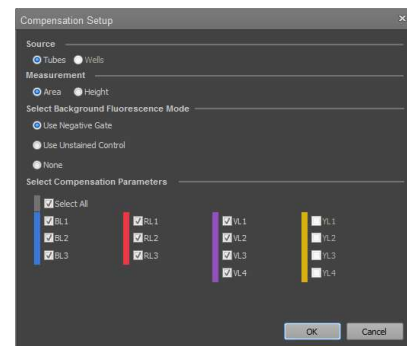 Compensation Setup
Source
Tubes Wells
Measurement
Area Height
Select Background Fluorescence Mode
Use Negative Gate
Use Unstained Control
None
Select Compensation Parameters
Select All
BL1 RL1 VL1 YL1
BL2 RL2 VL2 YL2
BL3 RL3 VL3 YL3
VL4 YL4
OK Cancel